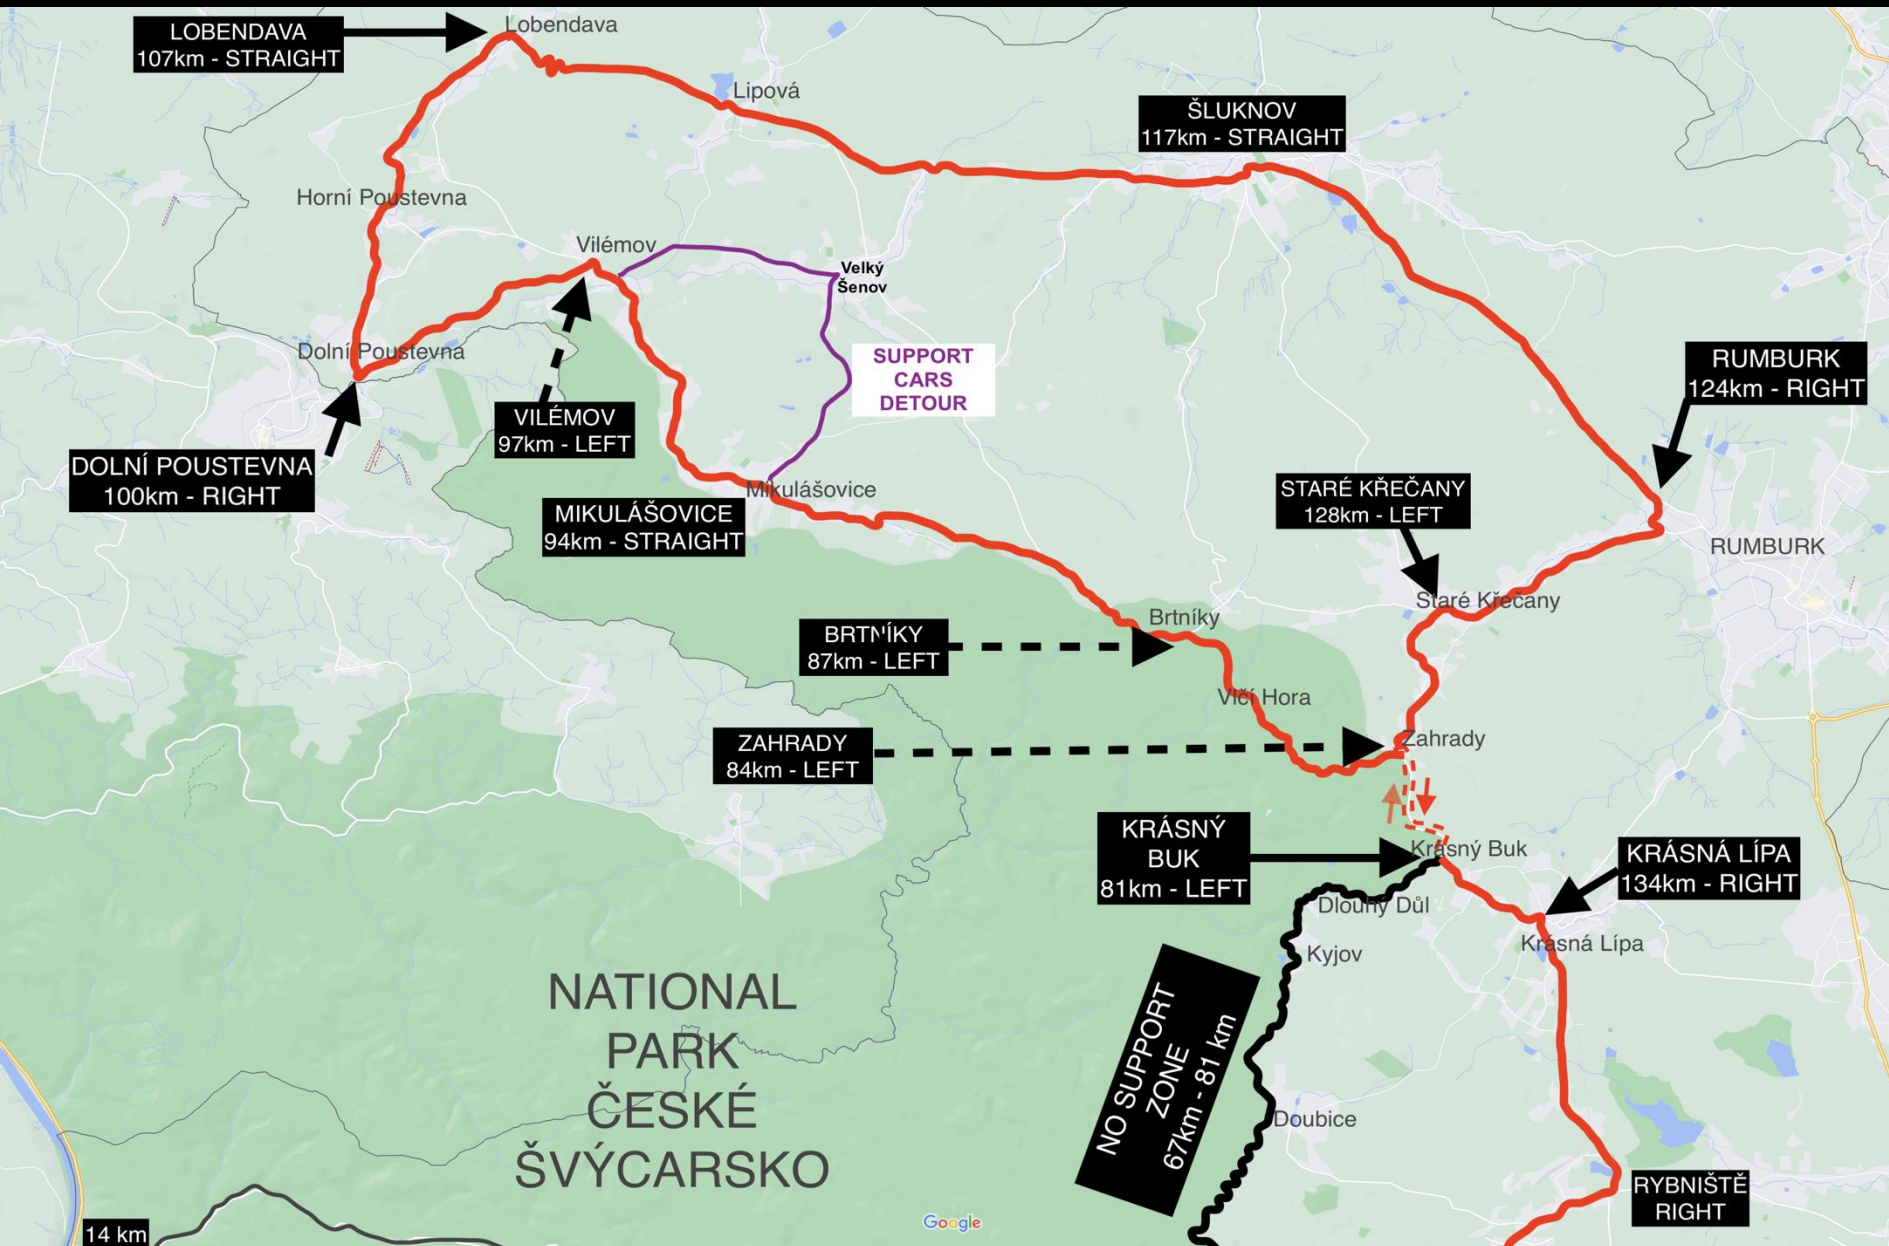 LOBENDAVA
107km - STRAIGHT
Lobendava
Lipová
ŠLUKNOV
117km - STRAIGHT
Horní Poustevna
Vilémov
Velký
Šenov
Dolní Poustevna
SUPPORT
CARS
DETOUR
RUMBURK
124km - RIGHT
VILÉMOV
97km - LEFT
DOLNÍ POUSTEVNA
100km - RIGHT
Mikulášovice
MIKULÁŠOVICE
94km - STRAIGHT
STARÉ KŘEČANY
128km - LEFT
RUMBURK
Staré Křečany
Brtníky
BRTNÍKY
87km - LEFT
Vlčí Hora
ZAHRADY
84km - LEFT
Zahrady
KRÁSNÝ
BUK
81km - LEFT
Krásný Buk
KRÁSNÁ LÍPA
134km - RIGHT
Dlouhý Důl
Krásná Lípa
Kyjov
NATIONAL
PARK
ČESKÉ
ŠVÝCARSKO
NO SUPPORT
ZONE
67km - 81 km
Doubice
RYBNIŠTĚ
RIGHT
14 km
Google